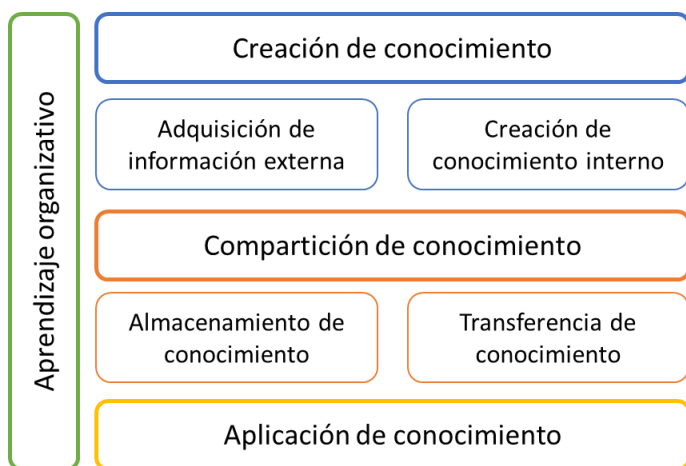 Aprendizaje organizativo
Creación de conocimiento
Adquisición de
información externa
Creación de
conocimiento interno
Compartición de conocimiento
Almacenamiento de
conocimiento
Transferencia de
conocimiento
Aplicación de conocimiento